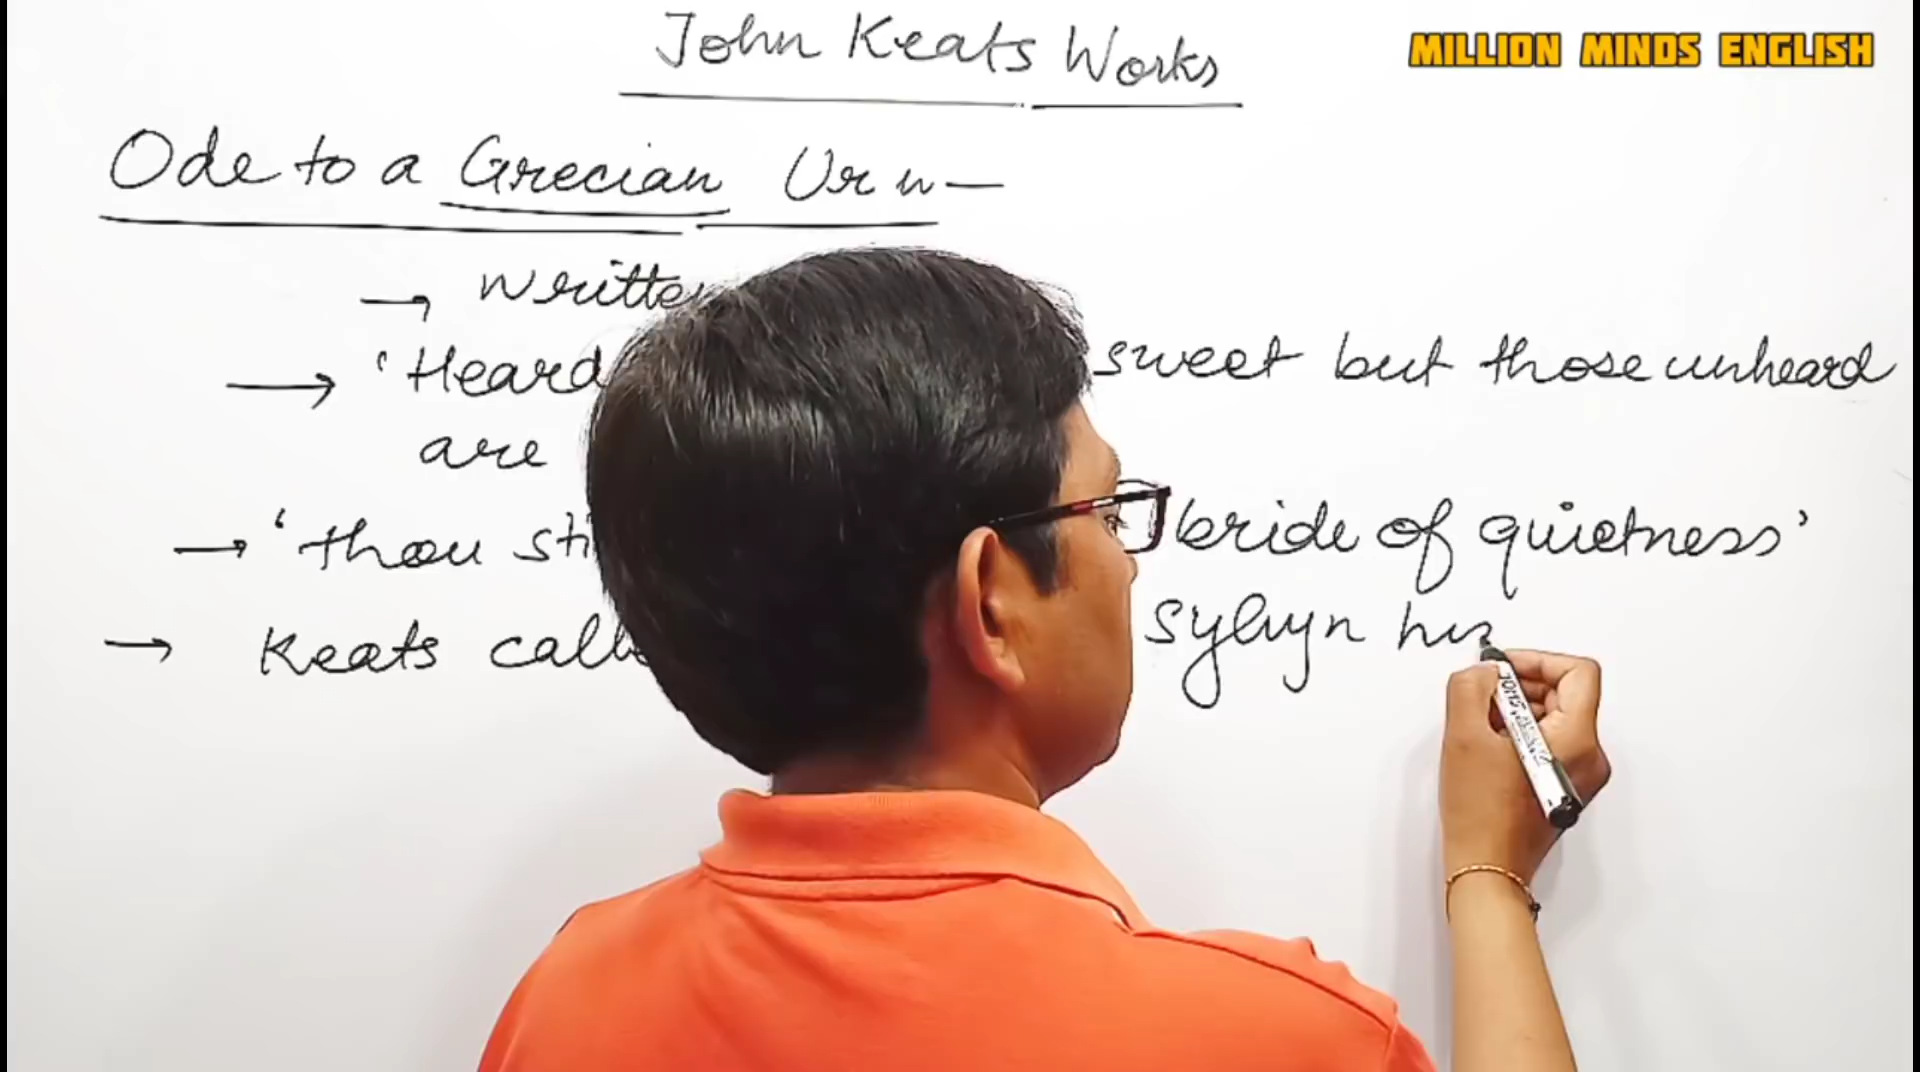 John Keats Works
MILLION MINDS ENGLISH
Ode to a Grecian Urn —
→ written
→ 'Heard sweet but those unheard
are
→ 'thou sti bride of quietness'
→ Keats call sylvyn his